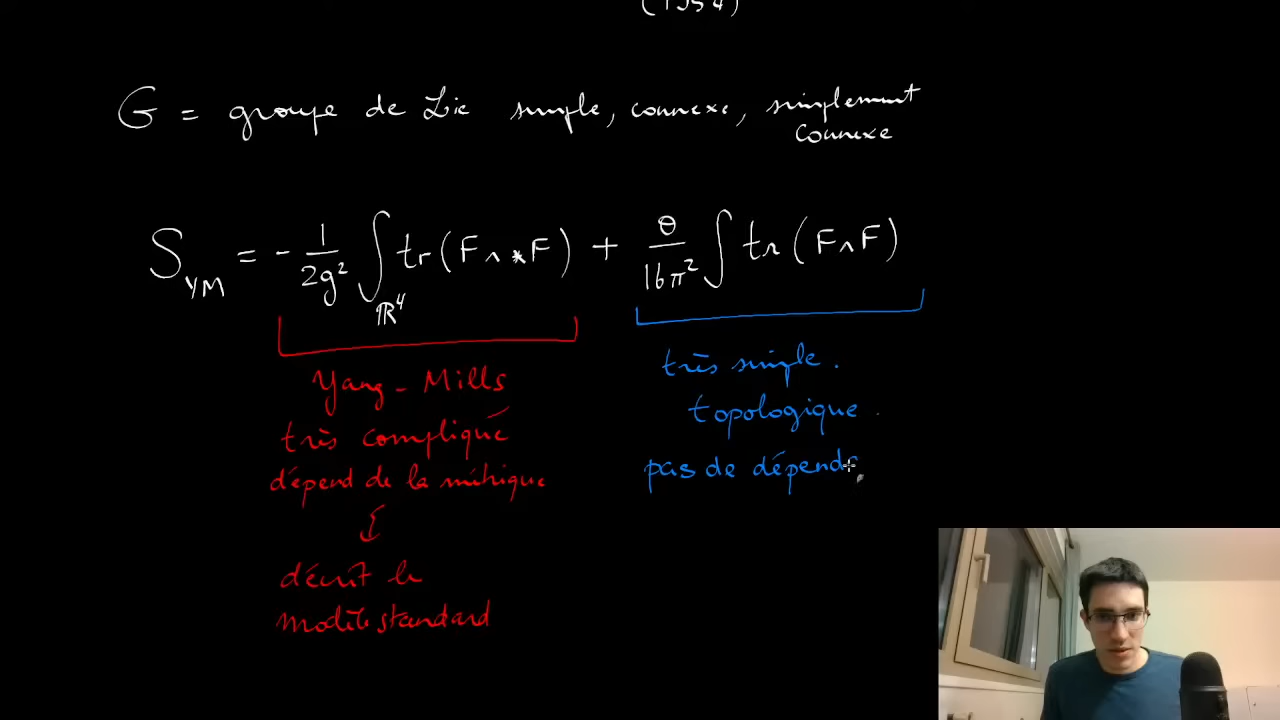 (1954)
G = groupe de Lie simple, connexe, simplement
connexe
S_YM = - 1/2g² ∫_ℝ⁴ tr(F∧*F) + θ/16π² ∫ tr(F∧F)
Yang-Mills
très compliqué
dépend de la métrique
décrit le
modèle standard
très simple.
topologique.
pas de dépend